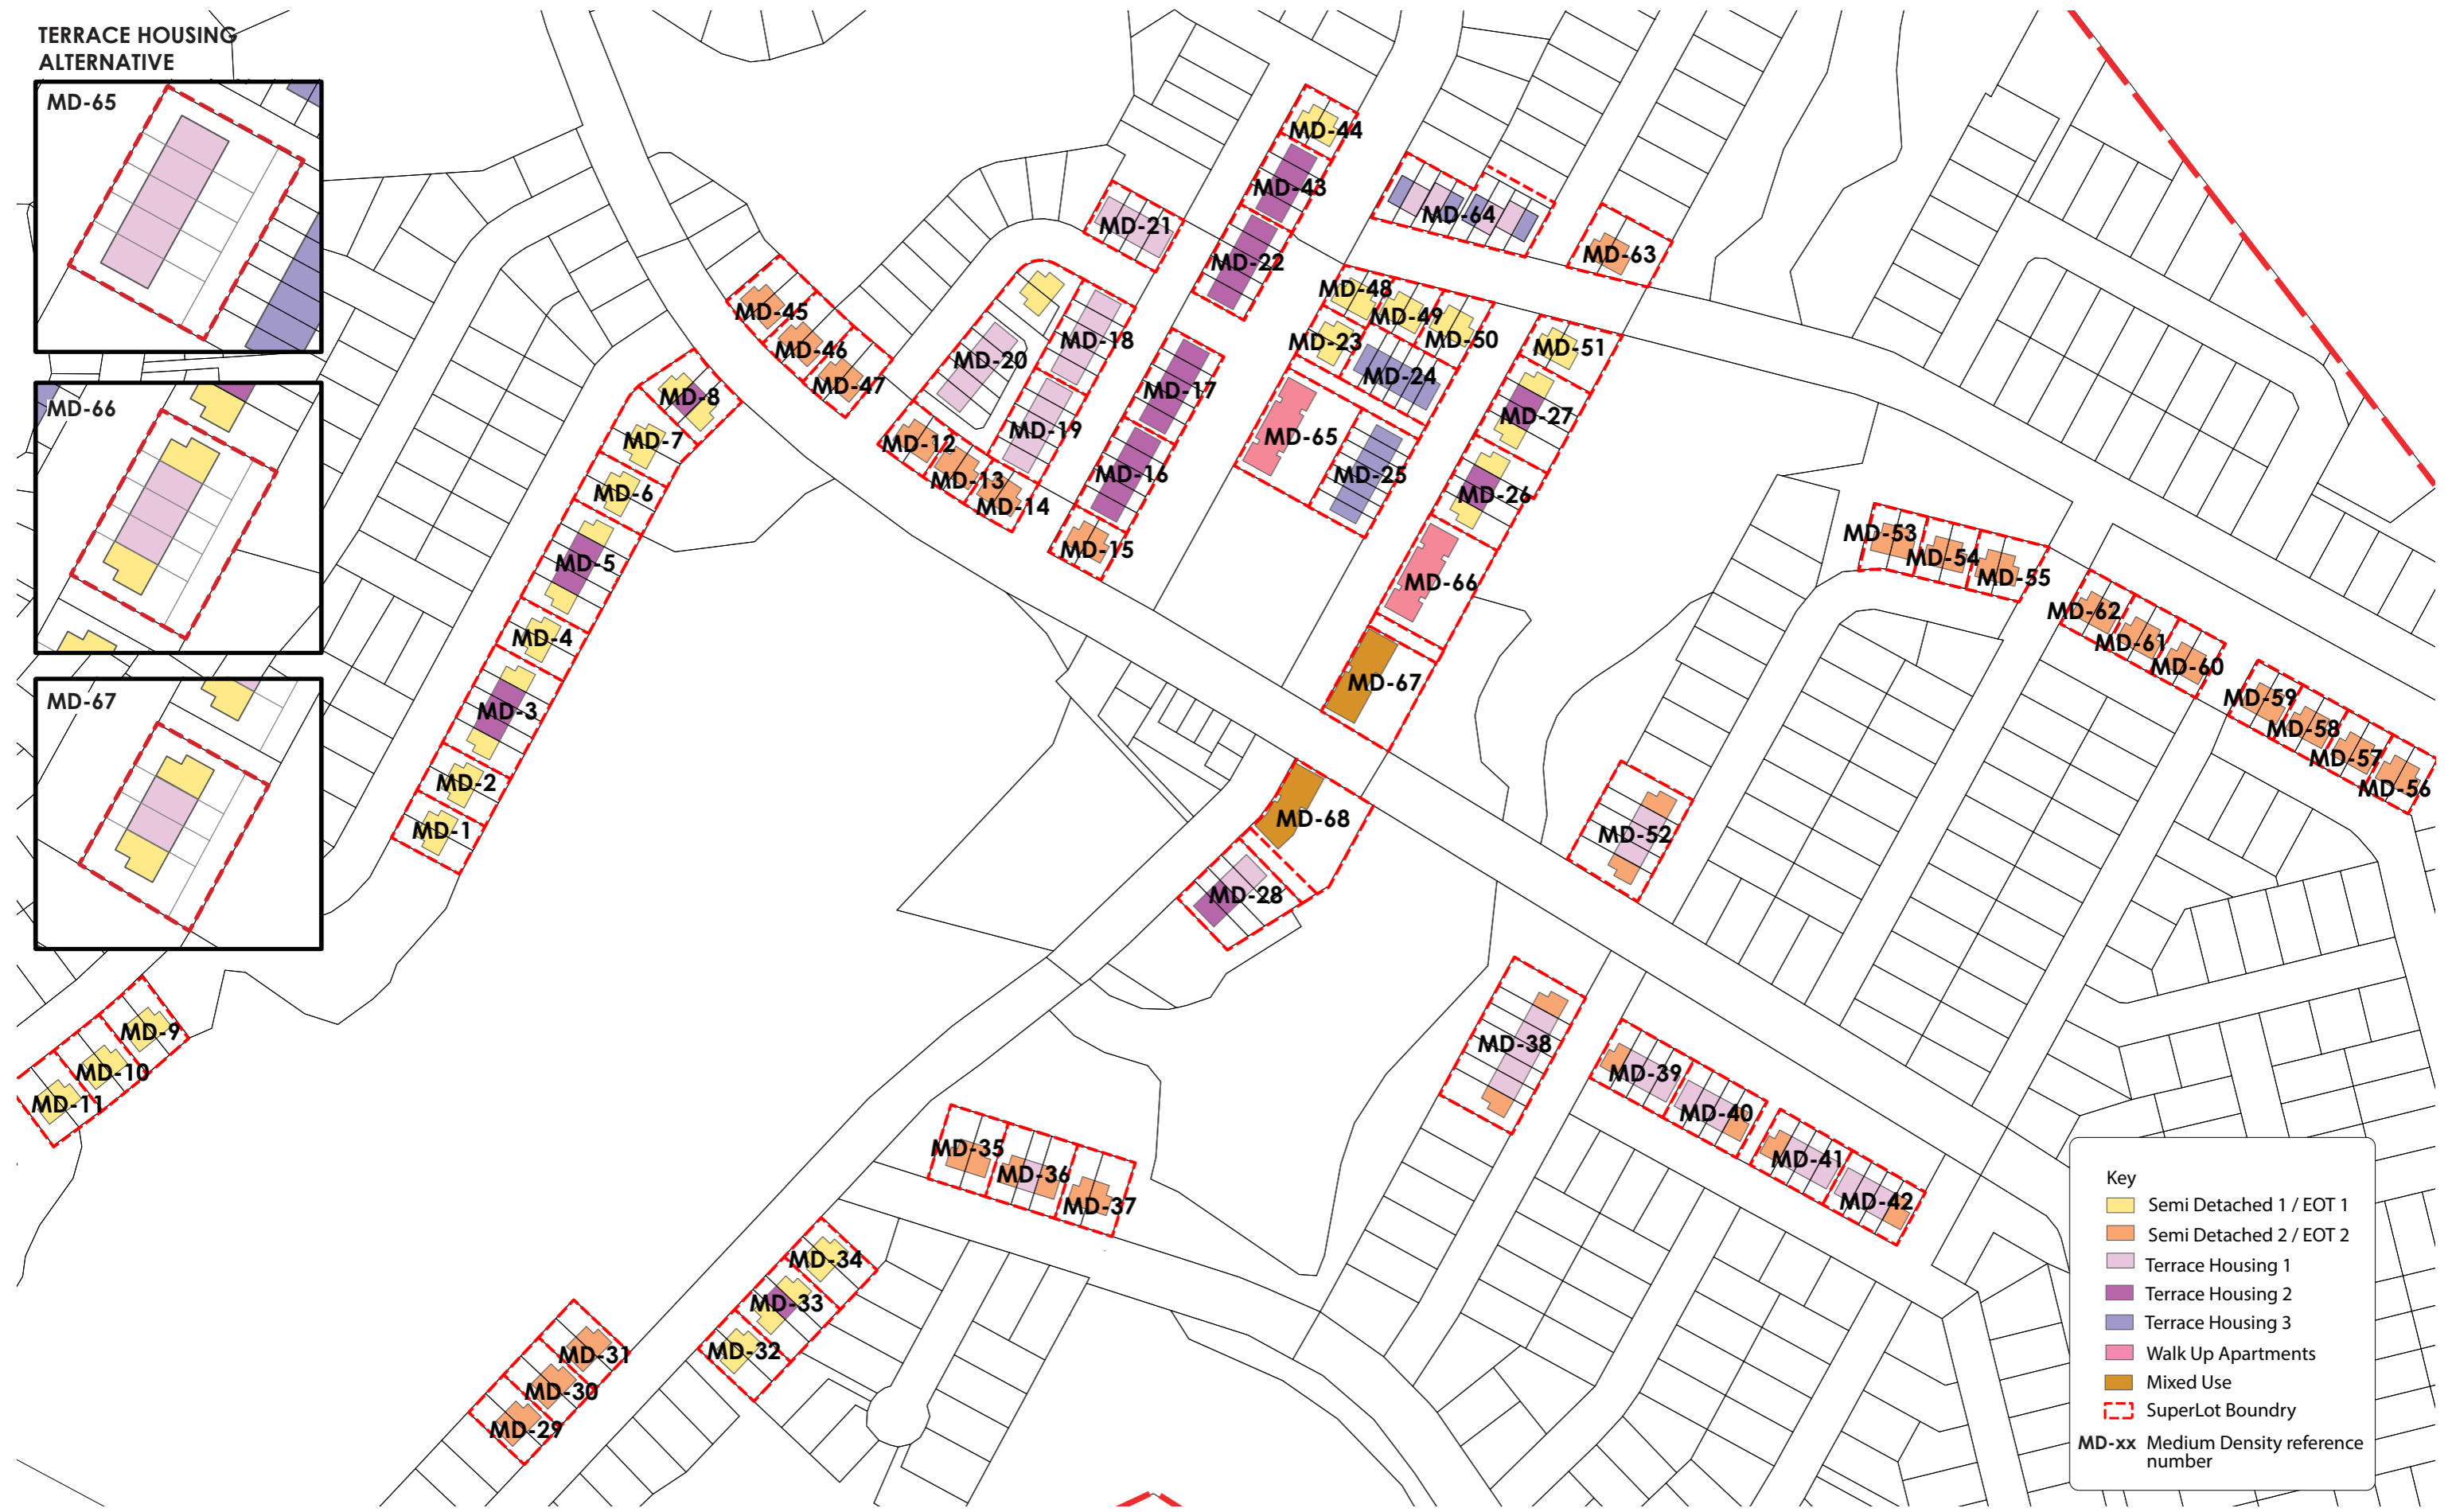 TERRACE HOUSING
ALTERNATIVE
MD-65
MD-66
MD-67
MD-44
MD-43
MD-21
MD-22
MD-64
MD-63
MD-45
MD-46
MD-47
MD-20
MD-18
MD-19
MD-17
MD-16
MD-48
MD-49
MD-50
MD-23
MD-24
MD-51
MD-27
MD-65
MD-25
MD-26
MD-8
MD-7
MD-6
MD-5
MD-4
MD-3
MD-2
MD-1
MD-12
MD-13
MD-14
MD-15
MD-66
MD-67
MD-53
MD-54
MD-55
MD-62
MD-61
MD-60
MD-59
MD-58
MD-57
MD-56
MD-68
MD-28
MD-52
MD-9
MD-10
MD-11
MD-38
MD-39
MD-40
MD-41
MD-42
MD-35
MD-36
MD-37
MD-34
MD-33
MD-32
MD-31
MD-30
MD-29
Key
Semi Detached 1 / EOT 1
Semi Detached 2 / EOT 2
Terrace Housing 1
Terrace Housing 2
Terrace Housing 3
Walk Up Apartments
Mixed Use
SuperLot Boundry
MD-xx Medium Density reference
number